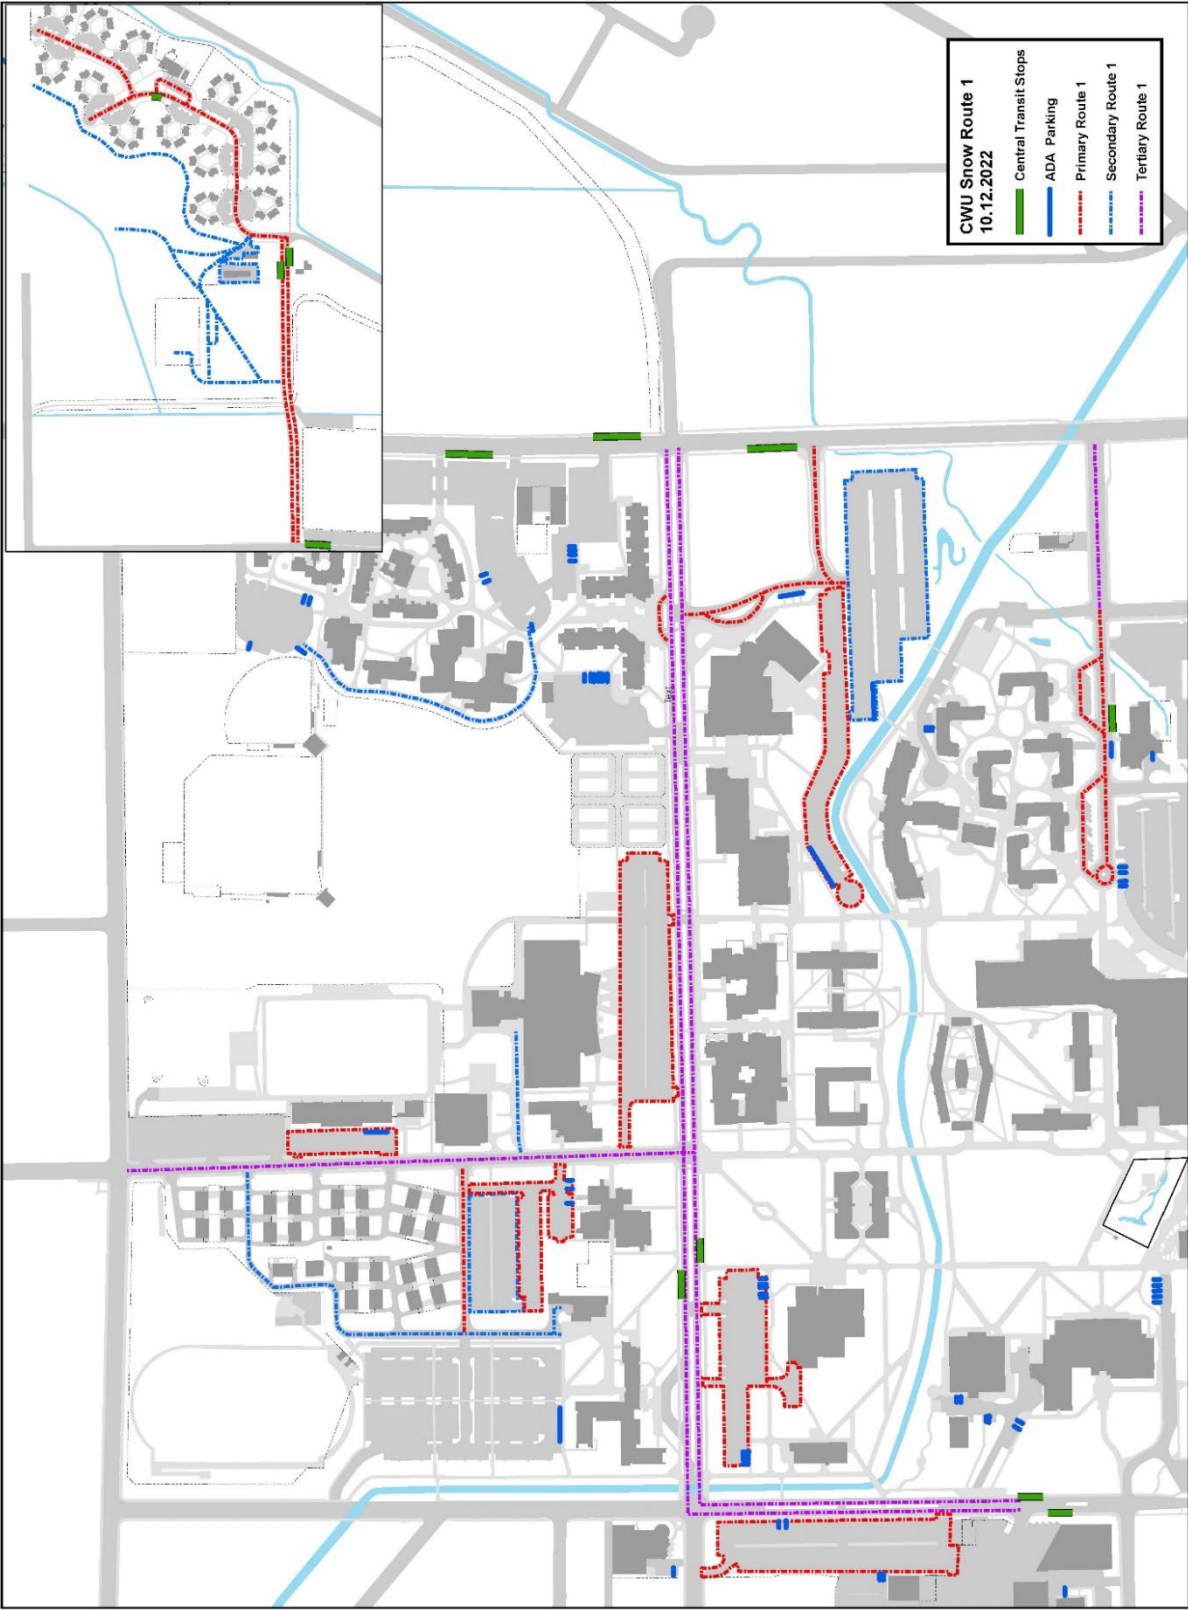 CWU Snow Route 1
10.12.2022
Central Transit Stops
ADA Parking
Primary Route 1
Secondary Route 1
Tertiary Route 1